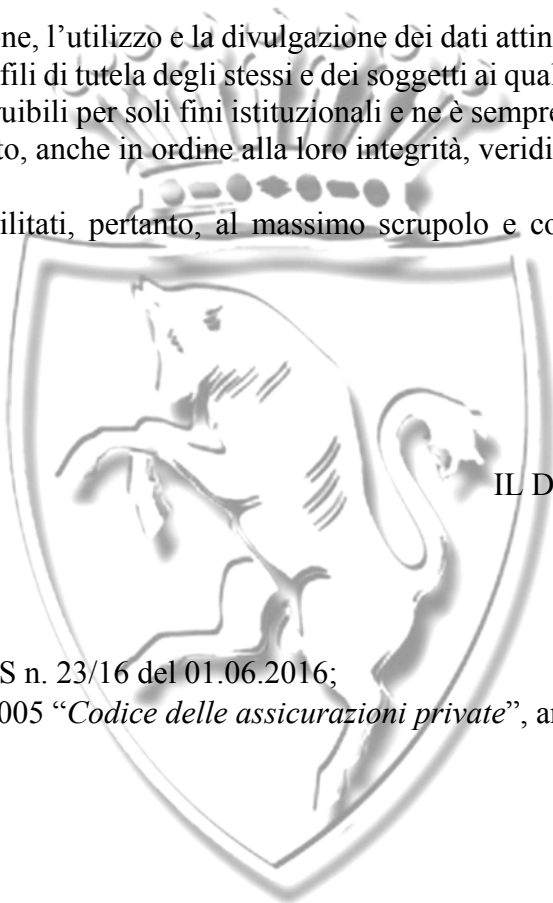 ne, l’utilizzo e la divulgazione dei dati attin
fili di tutela degli stessi e dei soggetti ai qual
uibili per soli fini istituzionali e ne è sempre
to, anche in ordine alla loro integrità, veridi
ilitati, pertanto, al massimo scrupolo e co
IL D
S n. 23/16 del 01.06.2016;
005 “Codice delle assicurazioni private”, ar